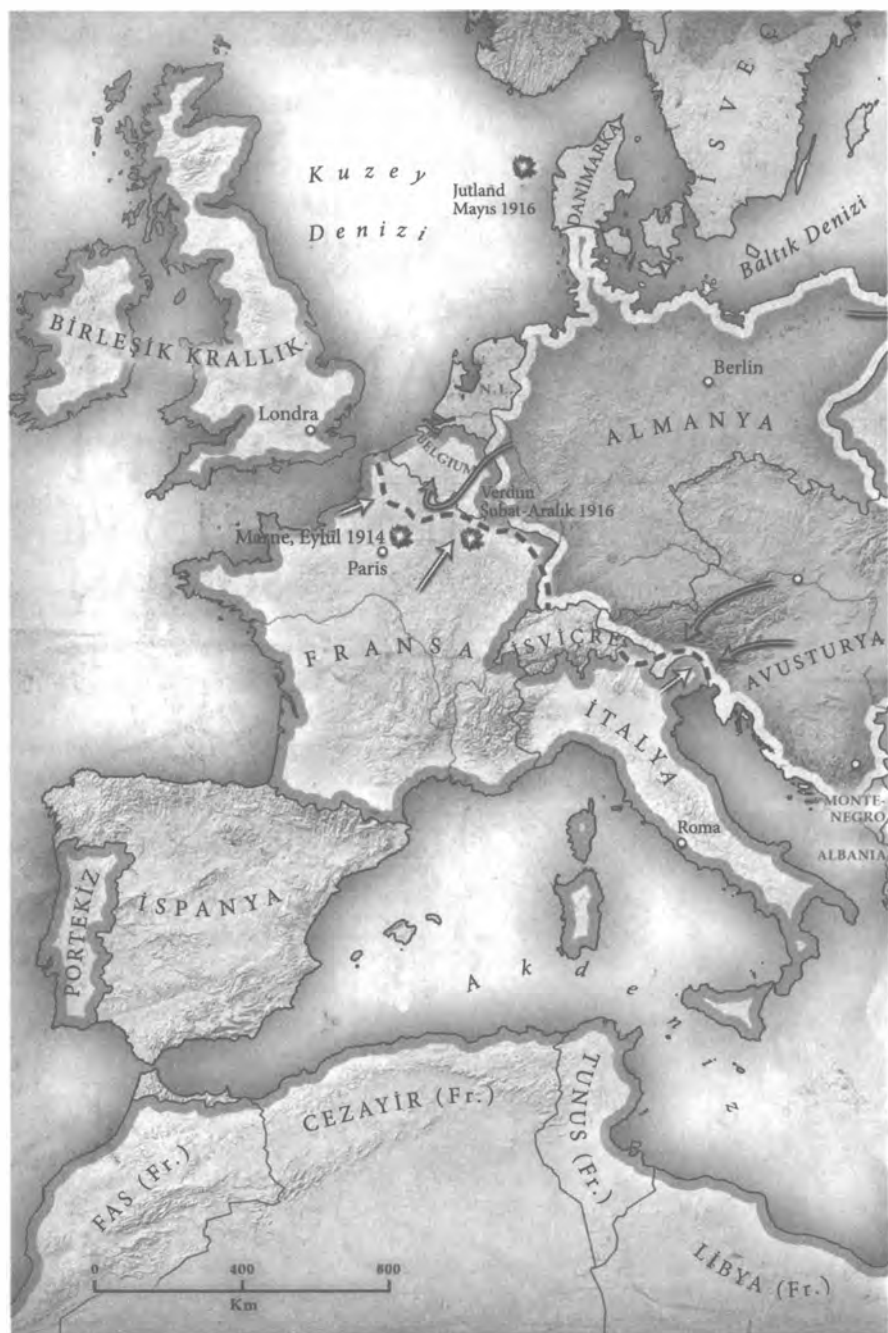 İSVEÇ
Kuzey
Denizi
Jutland
Mayıs 1916
DANİMARKA
Baltık Denizi
BİRLEŞİK KRALLIK
N.L.
Berlin
Londra
ALMANYA
BELGIUM
Verdun
Şubat-Aralık 1916
Marne, Eylül 1914
Paris
FRANSA
İSVİÇRE
AVUSTURYA
İTALYA
MONTE-
NEGRO
Roma
ALBANIA
PORTEKİZ
İSPANYA
Akdeniz
TUNUS (Fr.)
CEZAYİR (Fr.)
FAS (Fr.)
LİBYA (Fr.)
0 400 800
Km